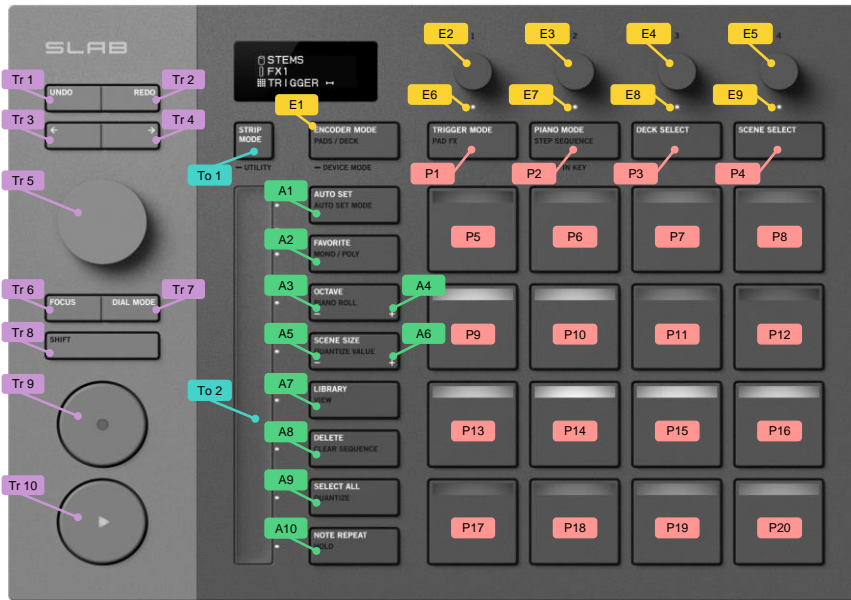 SLAB
STEMS
FX1
TRIGGER
E2
1
E3
2
E4
3
E5
4
Tr 1
UNDO
REDO
Tr 2
E6
E7
E8
E9
Tr 3
←
→
Tr 4
E1
STRIP MODE
ENCODER MODE
PADS / DECK
TRIGGER MODE
PAD FX
PIANO MODE
STEP SEQUENCE
DECK SELECT
SCENE SELECT
To 1
UTILITY
DEVICE MODE
P1
P2
IN KEY
P3
P4
Tr 5
A1
AUTO SET
AUTO SET MODE
A2
FAVORITE
MONO / POLY
P5
P6
P7
P8
Tr 6
FOCUS
DIAL MODE
Tr 7
A3
OCTAVE
PIANO ROLL
−
+
A4
Tr 8
SHIFT
A5
SCENE SIZE
QUANTIZE VALUE
−
+
A6
P9
P10
P11
P12
Tr 9
To 2
A7
LIBRARY
VIEW
A8
DELETE
CLEAR SEQUENCE
P13
P14
P15
P16
Tr 10
A9
SELECT ALL
QUANTIZE
A10
NOTE REPEAT
HOLD
P17
P18
P19
P20